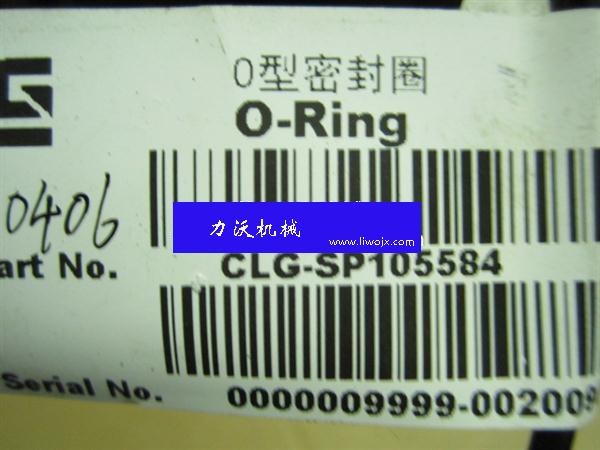 O型密封圈
O-Ring
0406
力沃机械
www.liwojx.com
art No.
CLG-SP105584
Serial No.
0000009999-002009